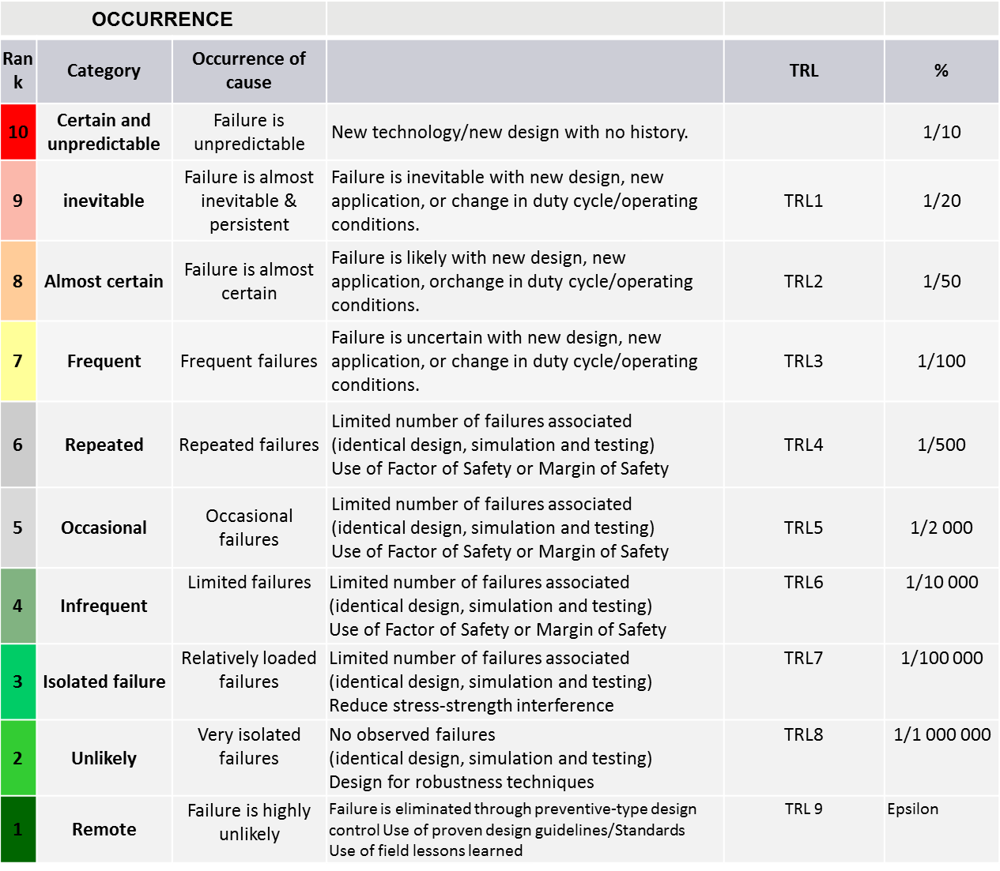 OCCURRENCE
Ran
k
Category
Occurrence of
cause
TRL
%
10
Certain and
unpredictable
Failure is
unpredictable
New technology/new design with no history.
1/10
9
inevitable
Failure is almost
inevitable &
persistent
Failure is inevitable with new design, new
application, or change in duty cycle/operating
conditions.
TRL1
1/20
8
Almost certain
Failure is almost
certain
Failure is likely with new design, new
application, orchange in duty cycle/operating
conditions.
TRL2
1/50
7
Frequent
Frequent failures
Failure is uncertain with new design, new
application, or change in duty cycle/operating
conditions.
TRL3
1/100
6
Repeated
Repeated failures
Limited number of failures associated
(identical design, simulation and testing)
Use of Factor of Safety or Margin of Safety
TRL4
1/500
5
Occasional
Occasional
failures
Limited number of failures associated
(identical design, simulation and testing)
Use of Factor of Safety or Margin of Safety
TRL5
1/2 000
4
Infrequent
Limited failures
Limited number of failures associated
(identical design, simulation and testing)
Use of Factor of Safety or Margin of Safety
TRL6
1/10 000
3
Isolated failure
Relatively loaded
failures
Limited number of failures associated
(identical design, simulation and testing)
Reduce stress-strength interference
TRL7
1/100 000
2
Unlikely
Very isolated
failures
No observed failures
(identical design, simulation and testing)
Design for robustness techniques
TRL8
1/1 000 000
1
Remote
Failure is highly
unlikely
Failure is eliminated through preventive-type design
control Use of proven design guidelines/Standards
Use of field lessons learned
TRL 9
Epsilon